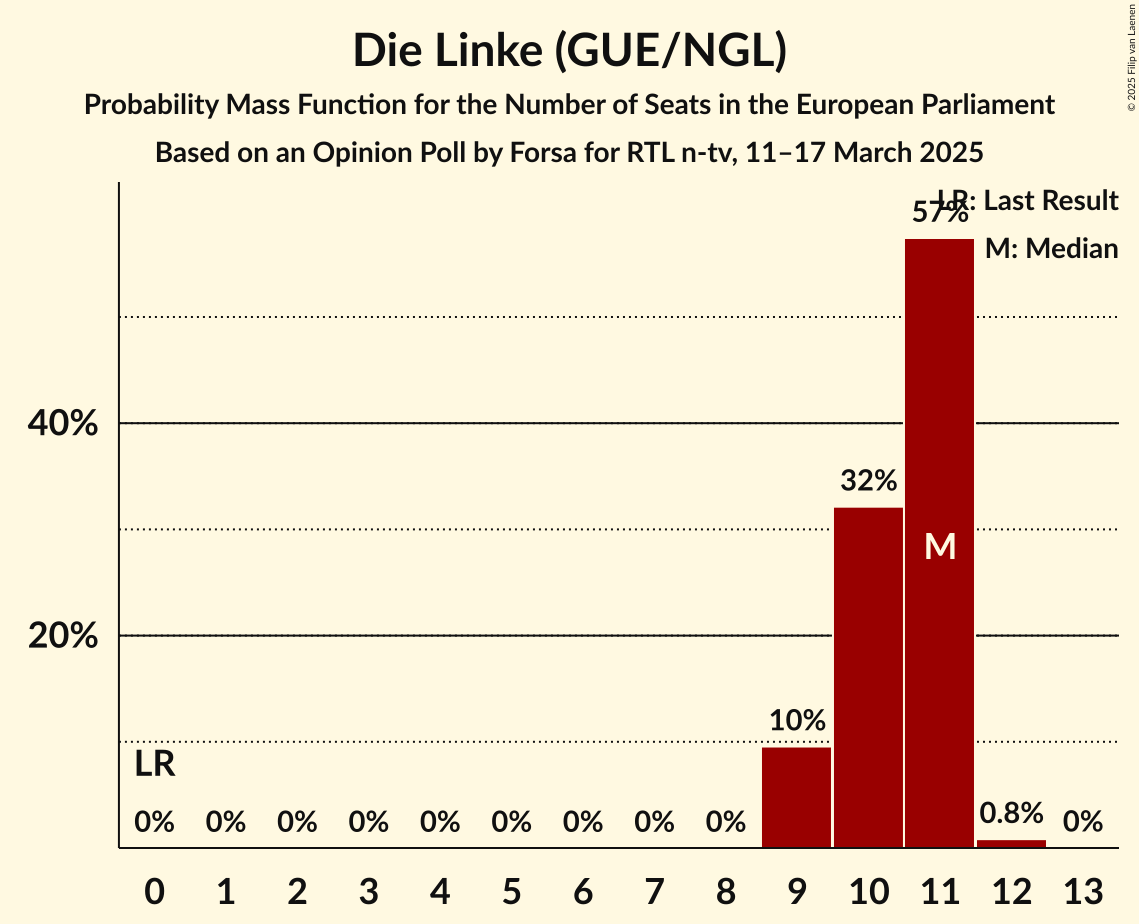 Die Linke (GUE/NGL)
Probability Mass Function for the Number of Seats in the European Parliament
Based on an Opinion Poll by Forsa for RTL n-tv, 11–17 March 2025
© 2025 Filip van Laenen
LR: Last Result
M: Median
57%
40%
32%
M
20%
10%
LR
0% 0% 0% 0% 0% 0% 0% 0% 0% 0.8% 0%
0 1 2 3 4 5 6 7 8 9 10 11 12 13